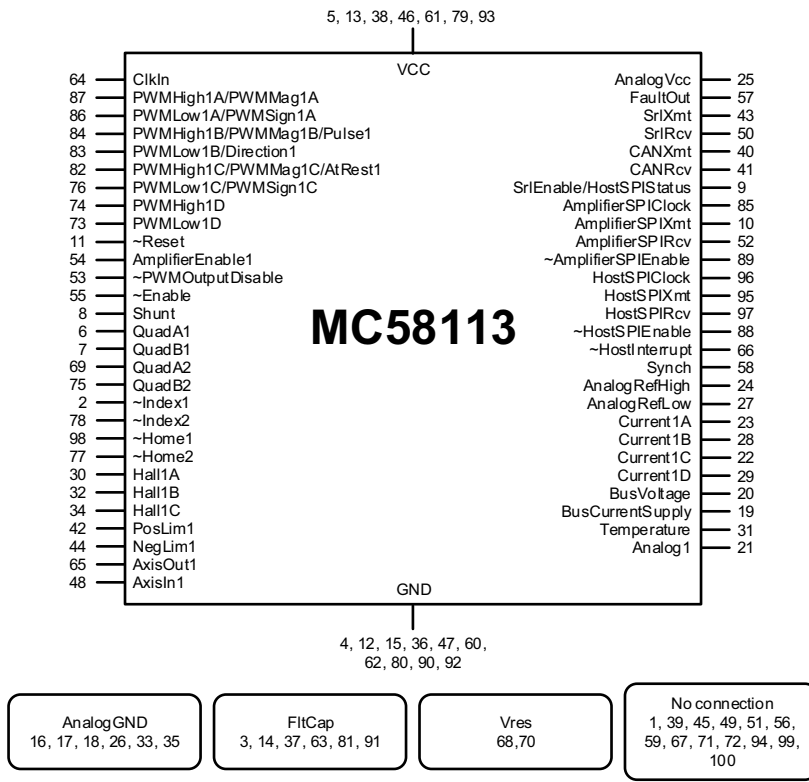 5, 13, 38, 46, 61, 79, 93
VCC
64 ClkIn
87 PWMHigh1A/PWMMag1A
86 PWMLow1A/PWMSign1A
84 PWMHigh1B/PWMMag1B/Pulse1
83 PWMLow1B/Direction1
82 PWMHigh1C/PWMMag1C/AtRest1
76 PWMLow1C/PWMSign1C
74 PWMHigh1D
73 PWMLow1D
11 ~Reset
54 AmplifierEnable1
53 ~PWMOutputDisable
55 ~Enable
8 Shunt
6 QuadA1
7 QuadB1
69 QuadA2
75 QuadB2
2 ~Index1
78 ~Index2
98 ~Home1
77 ~Home2
30 Hall1A
32 Hall1B
34 Hall1C
42 PosLim1
44 NegLim1
65 AxisOut1
48 AxisIn1
MC58113
AnalogVcc 25
FaultOut 57
SrlXmt 43
SrlRcv 50
CANXmt 40
CANRcv 41
SrlEnable/HostSPIStatus 9
AmplifierSPIClock 85
AmplifierSPIXmt 10
AmplifierSPIRcv 52
~AmplifierSPIEnable 89
HostSPIClock 96
HostSPIXmt 95
HostSPIRcv 97
~HostSPIEnable 88
~HostInterrupt 66
Synch 58
AnalogRefHigh 24
AnalogRefLow 27
Current1A 23
Current1B 28
Current1C 22
Current1D 29
BusVoltage 20
BusCurrentSupply 19
Temperature 31
Analog1 21
GND
4, 12, 15, 36, 47, 60,
62, 80, 90, 92
AnalogGND
16, 17, 18, 26, 33, 35
FltCap
3, 14, 37, 63, 81, 91
Vres
68,70
No connection
1, 39, 45, 49, 51, 56,
59, 67, 71, 72, 94, 99,
100